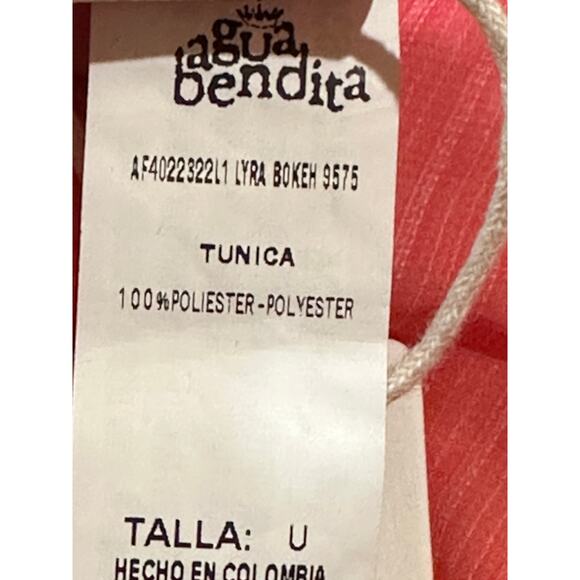 agua
bendita
AF4022322L1 LYRA BOKEH 9575
TUNICA
100%POLIESTER-POLYESTER
TALLA: U
HECHO EN COLOMBIA